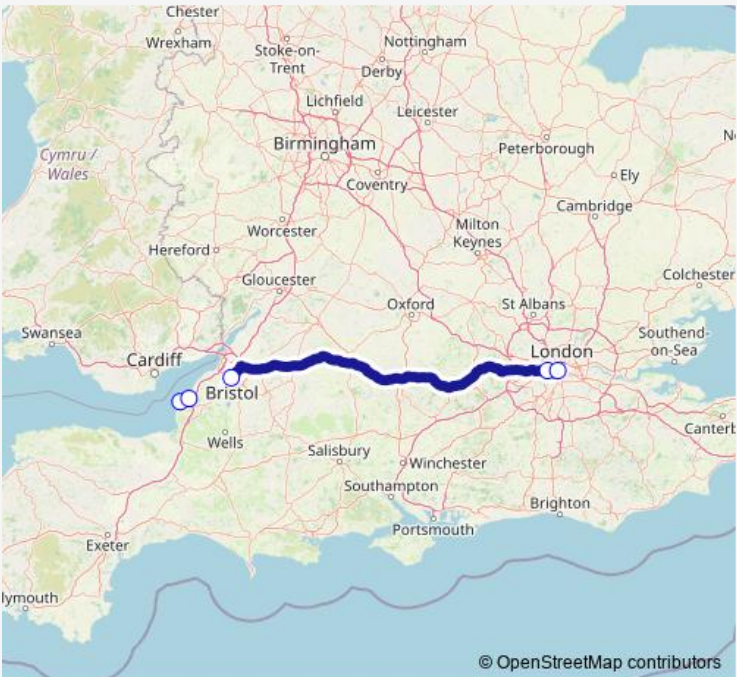 Chester
Wrexham
Stoke-on-
Trent
Nottingham
Derby
Lichfield
Leicester
Birmingham
Peterborough
Cymru /
Wales
Coventry
Ely
Cambridge
Worcester
Milton
Keynes
Hereford
Gloucester
Colchester
Oxford
St Albans
Swansea
Southend-
on-Sea
Cardiff
London
Bristol
Canterb
Wells
Salisbury
Winchester
Southampton
Brighton
Portsmouth
Exeter
lymouth
© OpenStreetMap contributors